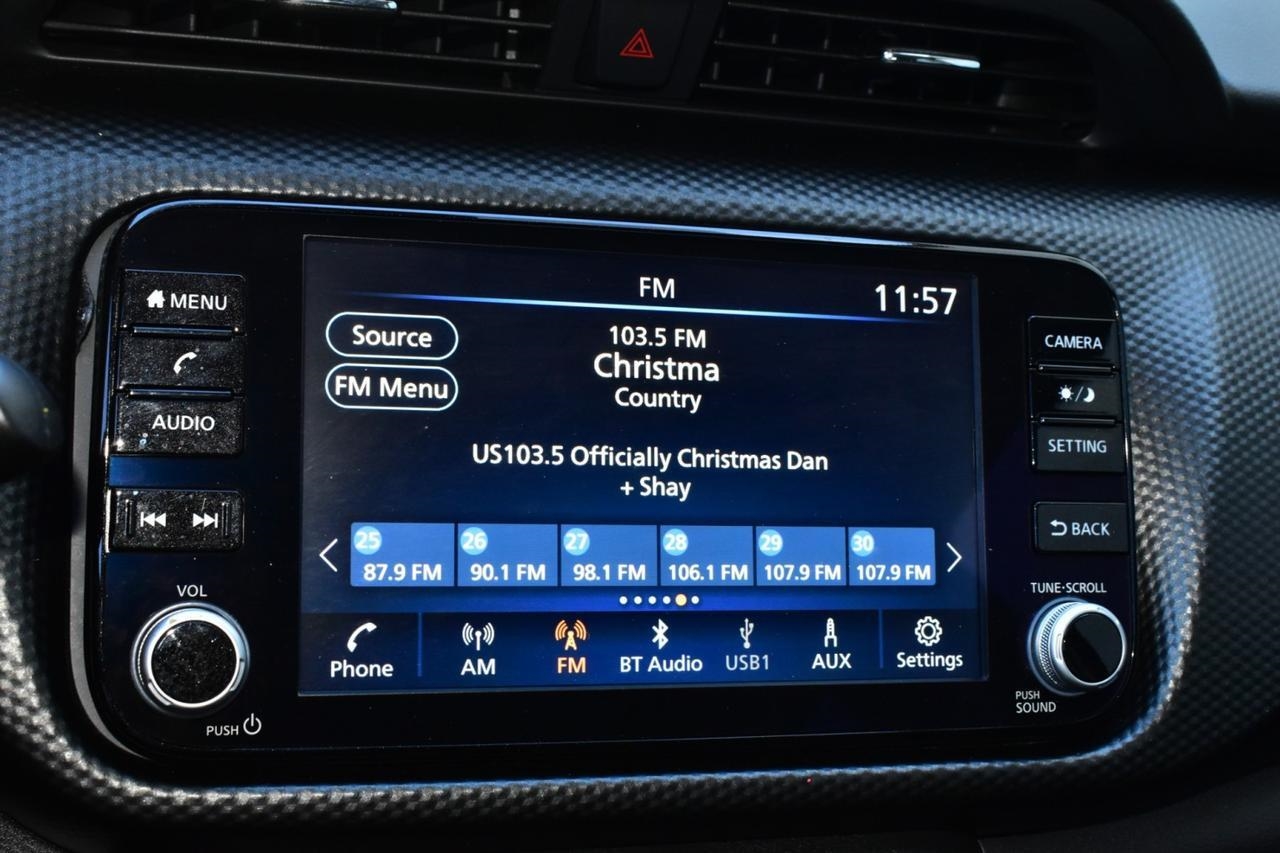 FM
11:57
MENU
Source
103.5 FM
CAMERA
Christma
FM Menu
Country
AUDIO
SETTING
US103.5 Officially Christmas Dan
+ Shay
BACK
25 26 27 28 29 30
87.9 FM 90.1 FM 98.1 FM 106.1 FM 107.9 FM 107.9 FM
VOL
TUNE·SCROLL
Phone AM FM BT Audio USB1 AUX Settings
PUSH
SOUND
PUSH